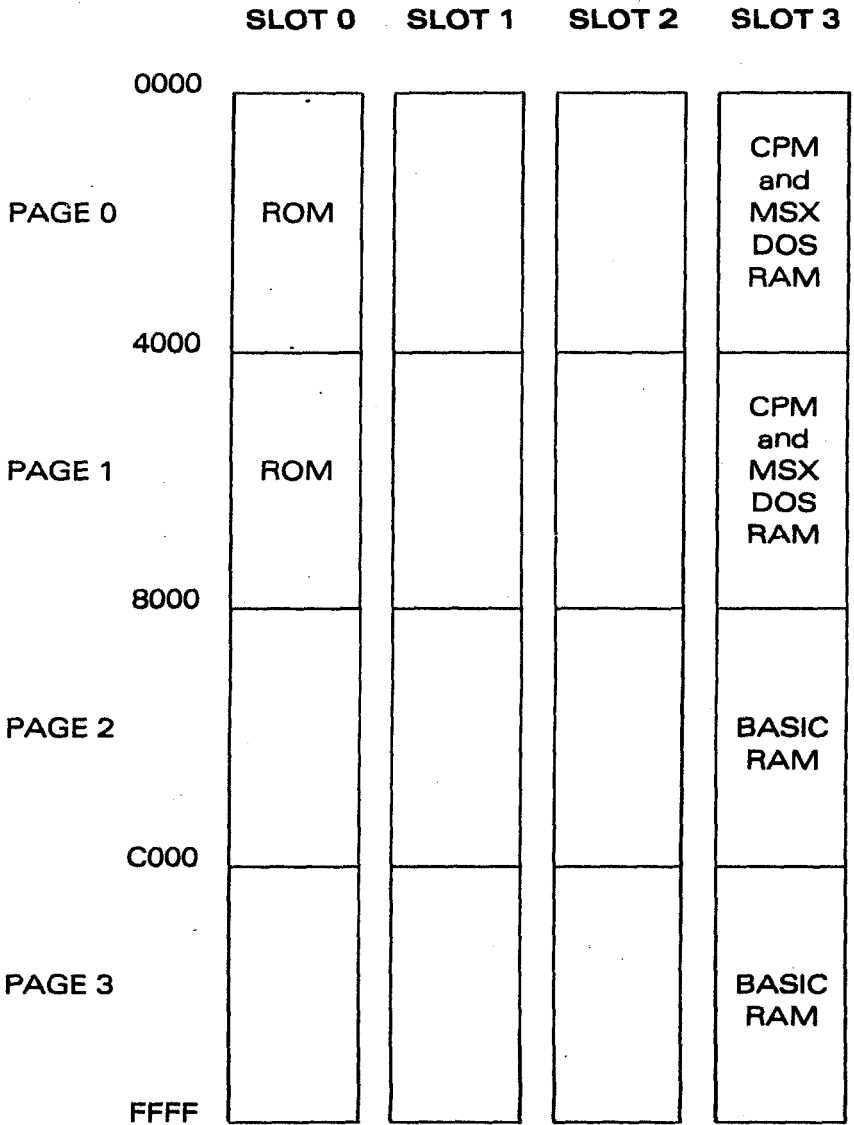 SLOT 0 SLOT 1 SLOT 2 SLOT 3
0000
PAGE 0
ROM
CPM
and
MSX
DOS
RAM
4000
PAGE 1
ROM
CPM
and
MSX
DOS
RAM
8000
PAGE 2
BASIC
RAM
C000
PAGE 3
BASIC
RAM
FFFF